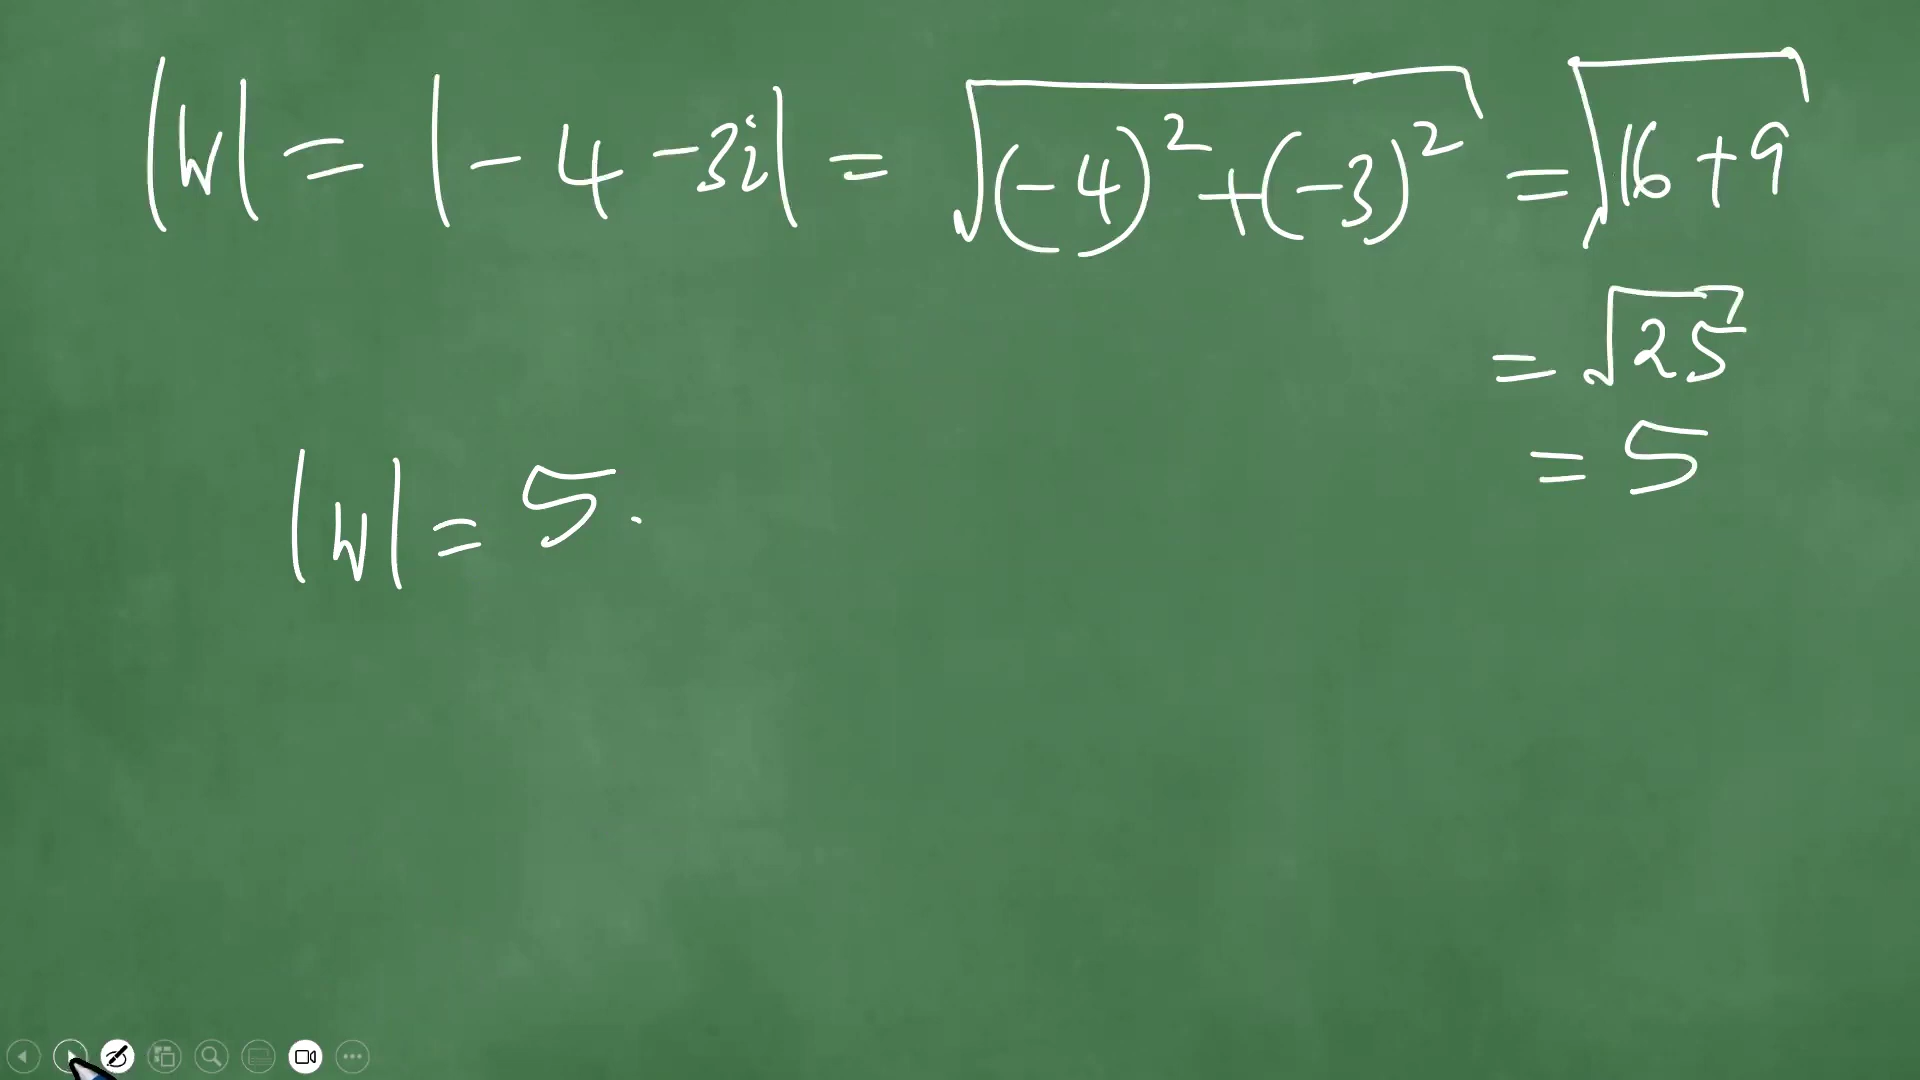 |W| = |-4-3i| = √((-4)² + (-3)²) = √(16+9)
= √25
= 5
|W| = 5.